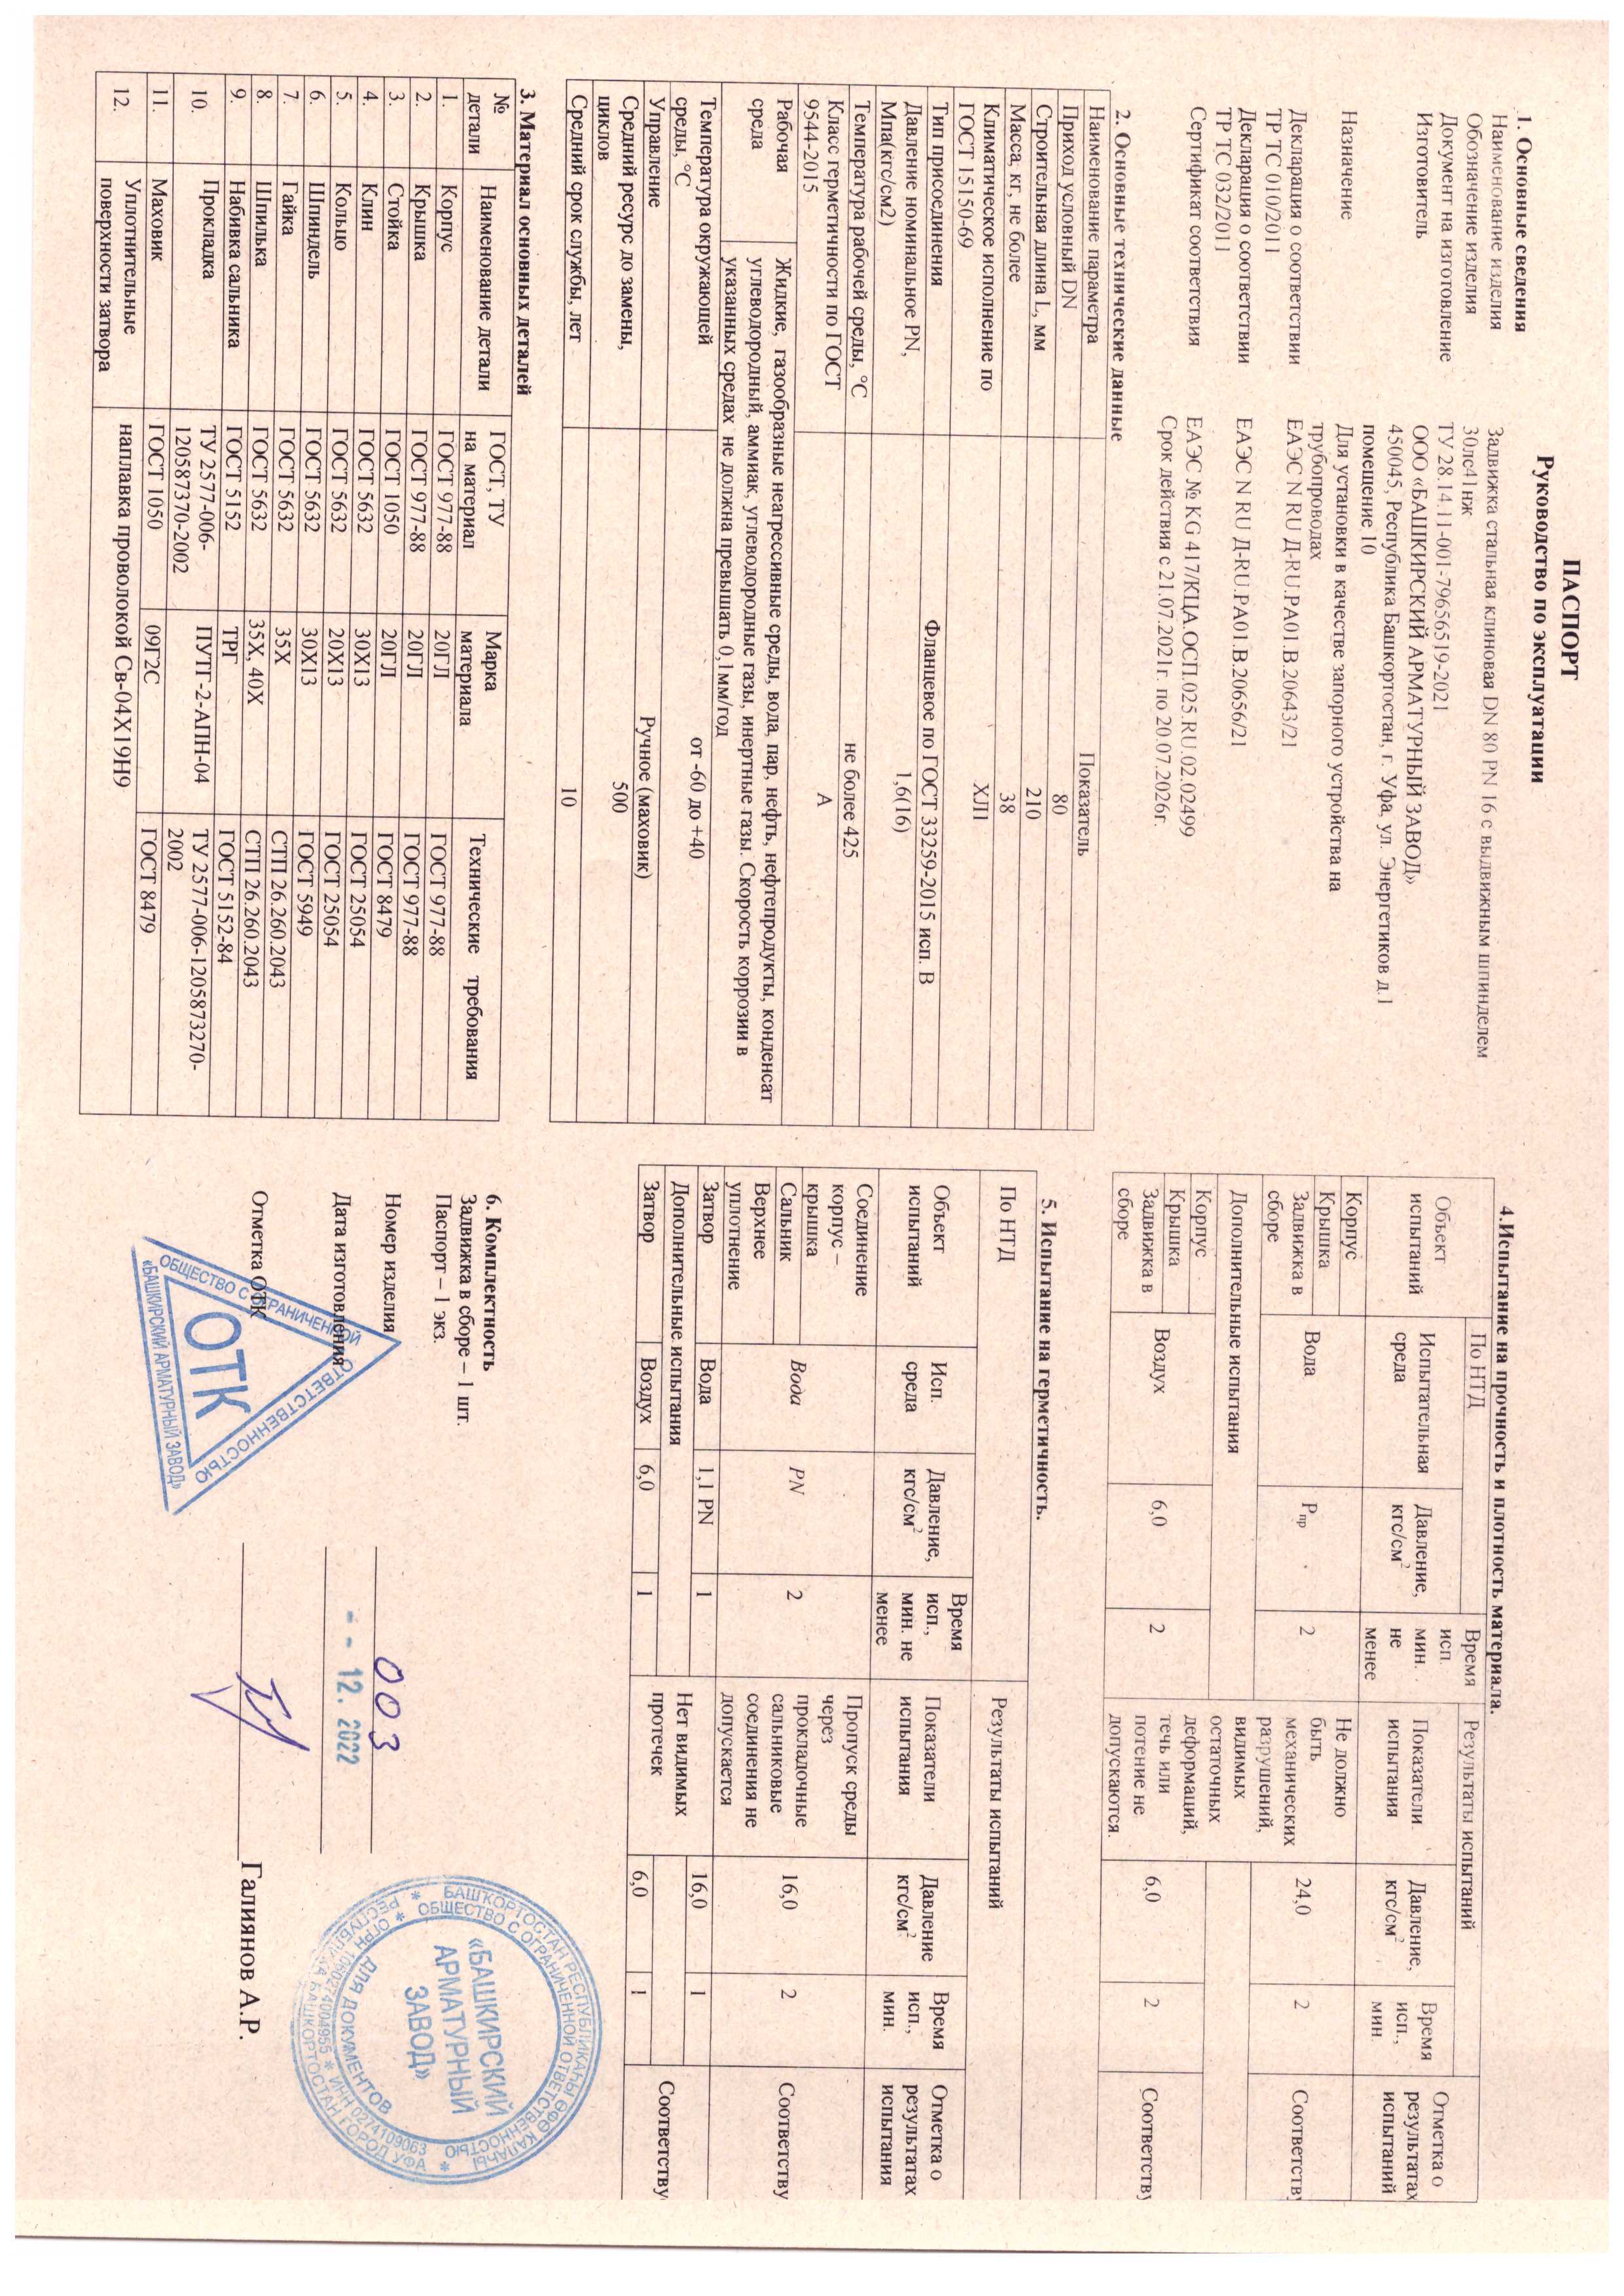 ПАСПОРТ
Руководство по эксплуатации
1. Основные сведения
Наименование изделия Задвижка стальная клиновая DN 80 PN 16 с выдвижным шпинделем
Обозначение изделия 30лс41нж
Документ на изготовление ТУ 28.14.11-001-79656519-2021
Изготовитель ООО «БАШКИРСКИЙ АРМАТУРНЫЙ ЗАВОД»
450045, Республика Башкортостан, г. Уфа, ул. Энергетиков д.1
помещение 10
Назначение Для установки в качестве запорного устройства на
трубопроводах
Декларация о соответствии ЕАЭС N RU Д-RU.РА01.В.20643/21
ТР ТС 010/2011
Декларация о соответствии ЕАЭС N RU Д-RU.РА01.В.20656/21
ТР ТС 032/2011
Сертификат соответствия ЕАЭС № KG 417/КЦА.ОСП.025.RU.02.02499
Срок действия с 21.07.2021г. по 20.07.2026г.
2. Основные технические данные
Наименование параметра Показатель
Приход условный DN 80
Строительная длина L, мм 210
Масса, кг, не более 38
Климатическое исполнение по ХЛ1
ГОСТ 15150-69
Тип присоединения Фланцевое по ГОСТ 33259-2015 исп. В
Давление номинальное PN, 1,6(16)
Мпа(кгс/см2)
Температура рабочей среды, °С не более 425
Класс герметичности по ГОСТ А
9544-2015
Рабочая Жидкие, газообразные неагрессивные среды, вода, пар, нефть, нефтепродукты, конденсат
среда углеводородный, аммиак, углеводородные газы, инертные газы. Скорость коррозии в
указанных средах не должна превышать 0,1мм/год
Температура окружающей от -60 до +40
среды, °С
Управление Ручное (маховик)
Средний ресурс до замены, 500
циклов
Средний срок службы, лет 10
3. Материал основных деталей
№ Наименование детали ГОСТ, ТУ Марка Технические требования
детали на материал материала
1. Корпус ГОСТ 977-88 20ГЛ ГОСТ 977-88
2. Крышка ГОСТ 977-88 20ГЛ ГОСТ 977-88
3. Стойка ГОСТ 1050 20ГЛ ГОСТ 8479
4. Клин ГОСТ 5632 30Х13 ГОСТ 25054
5. Кольцо ГОСТ 5632 20Х13 ГОСТ 25054
6. Шпиндель ГОСТ 5632 30Х13 ГОСТ 5949
7. Гайка ГОСТ 5632 35Х СТП 26.260.2043
8. Шпилька ГОСТ 5632 35Х, 40Х СТП 26.260.2043
9. Набивка сальника ГОСТ 5152 ТРГ ГОСТ 5152-84
10. Прокладка ТУ 2577-006- ПУТГ-2-АПН-04 ТУ 2577-006-1205873270-
120587370-2002 2002
11. Маховик ГОСТ 1050 09Г2С ГОСТ 8479
12. Уплотнительные наплавка проволокой Св-04Х19Н9
поверхности затвора
4.Испытание на прочность и плотность материала.
По НТД Результаты испытаний
Объект Испытательная Давление, Время Показатели Давление, Время Отметка о
испытаний среда кгс/см² исп. испытания кгс/см² исп., результатах
мин. мин. испытаний
не
менее
Корпус Вода Рпр 2 Не должно 24,0 2 Соответству
Крышка быть
Задвижка в механических
сборе разрушений,
Дополнительные испытания видимых
остаточных
Корпус Воздух 6,0 2 деформаций, 6,0 2 Соответству
Крышка течь или
Задвижка в потение не
сборе допускаются.
5. Испытание на герметичность.
По НТД Результаты испытаний
Объект Исп. Давление, Время Показатели Давление Время Отметка о
испытаний среда кгс/см² исп., испытания кгс/см² исп., результатах
мин. не мин. испытания
менее
Соединение Вода PN 2 Пропуск среды 16,0 2 Соответству
корпус – через
крышка прокладочные
Сальник сальниковые
Верхнее соединения не
уплотнение допускается
Затвор Вода 1,1 PN 1 Нет видимых 16,0 1 Соответству
Дополнительные испытания протечек
Затвор Воздух 6,0 1 6,0 1
6. Комплектность
Задвижка в сборе – 1 шт.
Паспорт – 1 экз.
Номер изделия 003
Дата изготовления - - 12. 2022
Отметка ОТК Галиянов А.Р.
ОБЩЕСТВО С ОГРАНИЧЕННОЙ
ОТВЕТСТВЕННОСТЬЮ
«БАШКИРСКИЙ АРМАТУРНЫЙ ЗАВОД»
ОТК
БАШҠОРТОСТАН РЕСПУБЛИКАҺЫ ӨФӨ ҠАЛАҺЫ
ОБЩЕСТВО С ОГРАНИЧЕННОЙ ОТВЕТСТВЕННОСТЬЮ
«БАШКИРСКИЙ
АРМАТУРНЫЙ
ЗАВОД»
ДЛЯ ДОКУМЕНТОВ
ИНН 0274109063
РЕСПУБЛИКА БАШКОРТОСТАН ГОРОД УФА